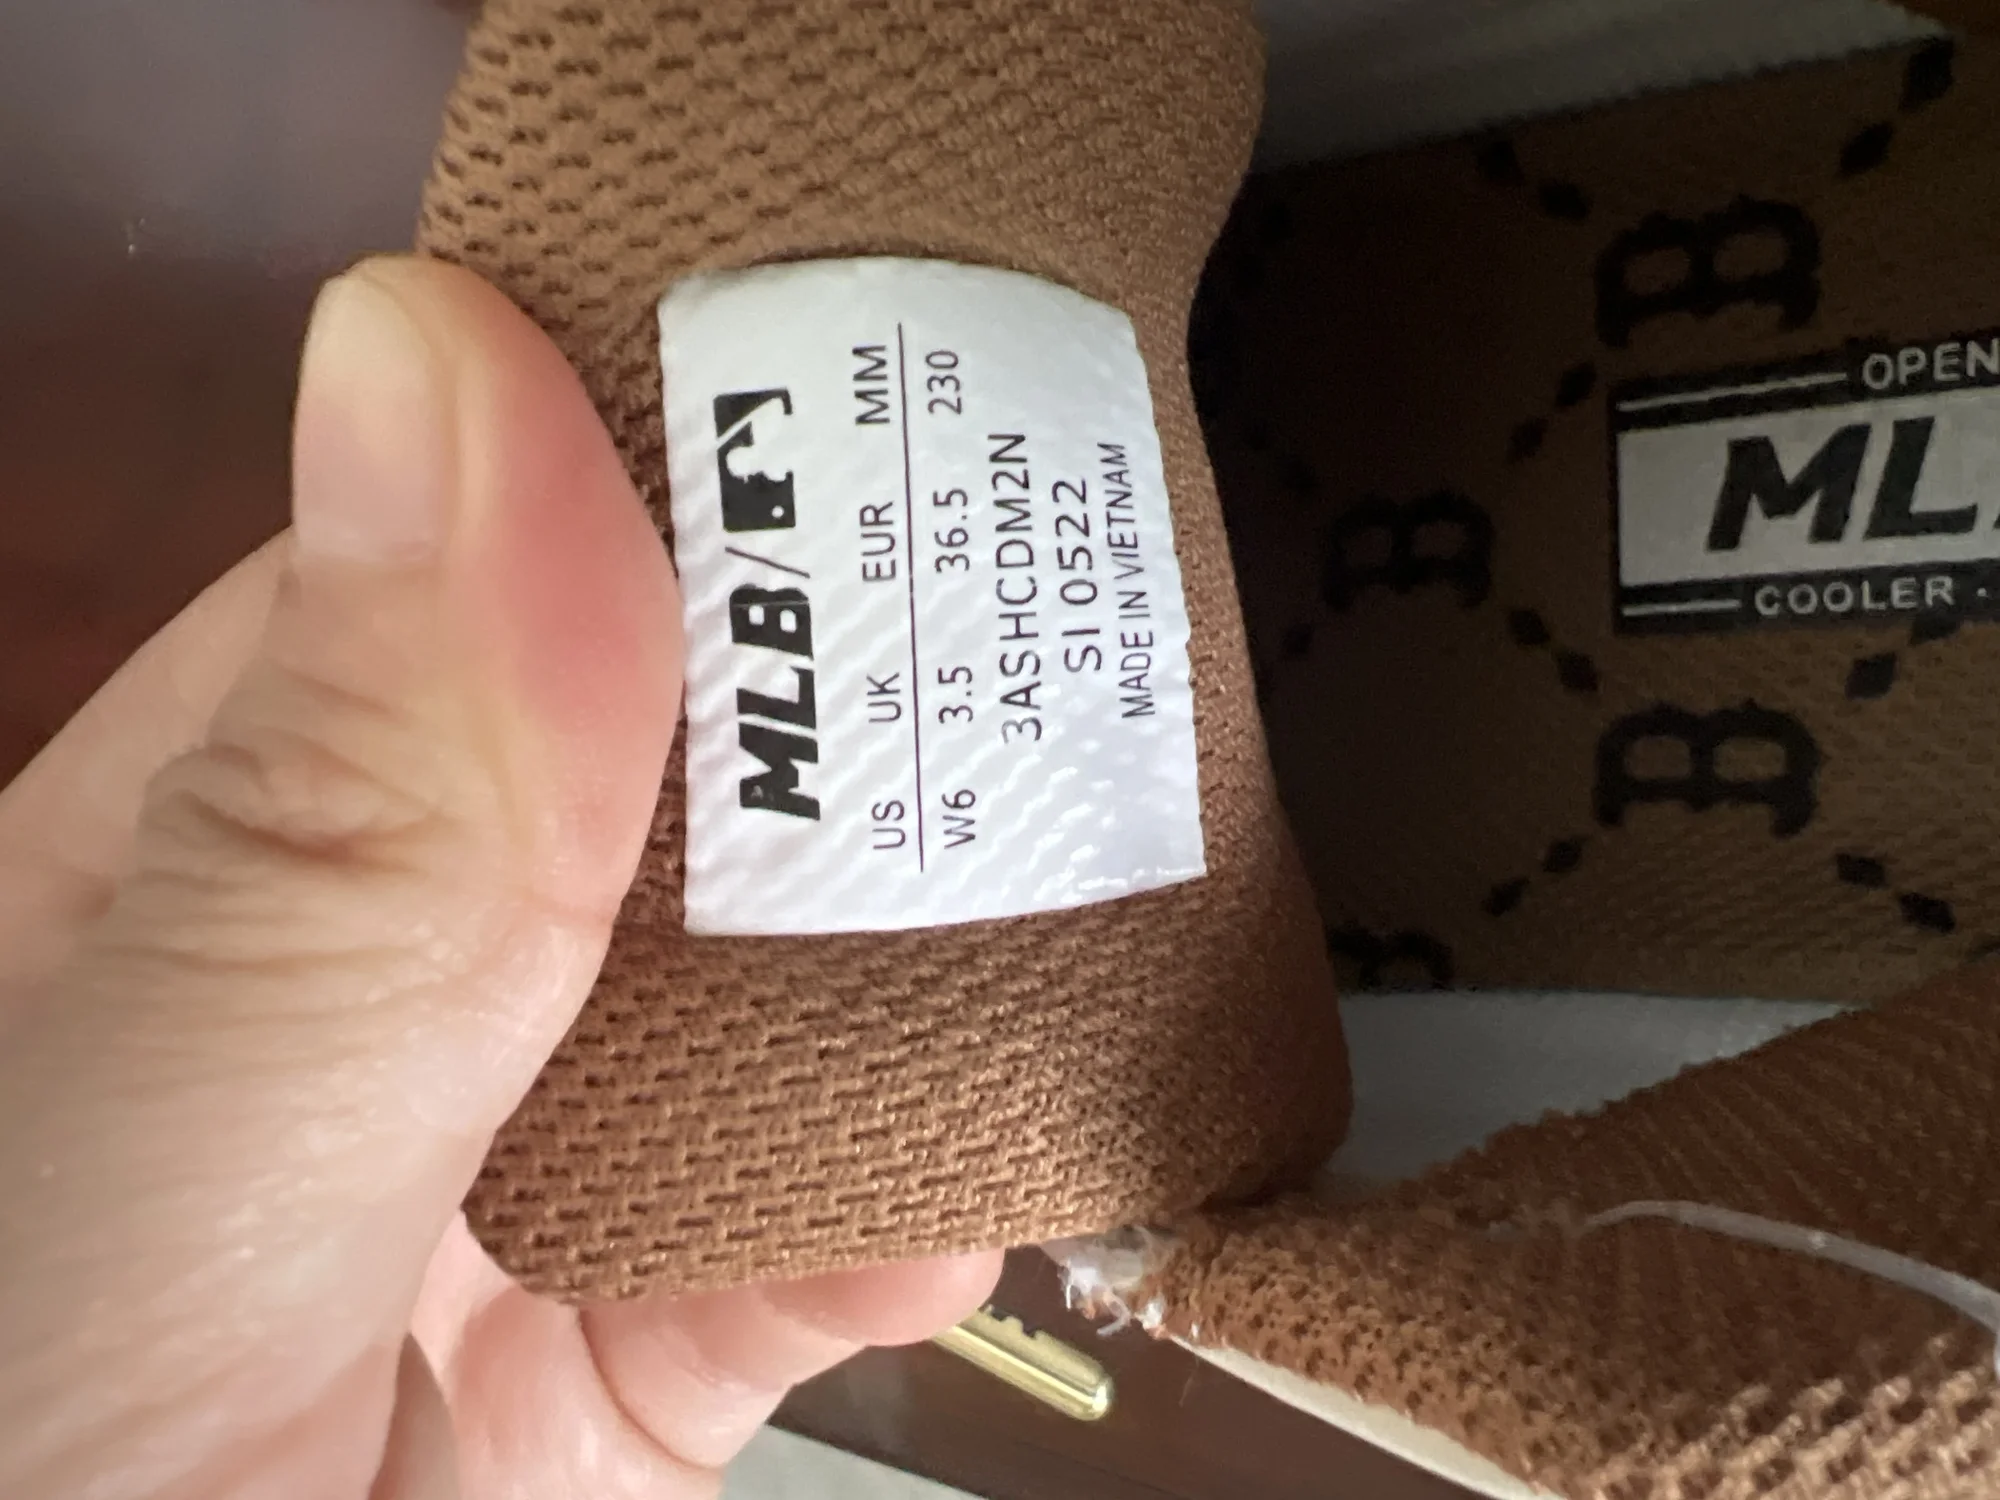 MLB/
US UK EUR MM
W6 3.5 36.5 230
3ASHCDM2N
SI 0522
MADE IN VIETNAM
B
B
B
OPEN
ML
COOLER ·